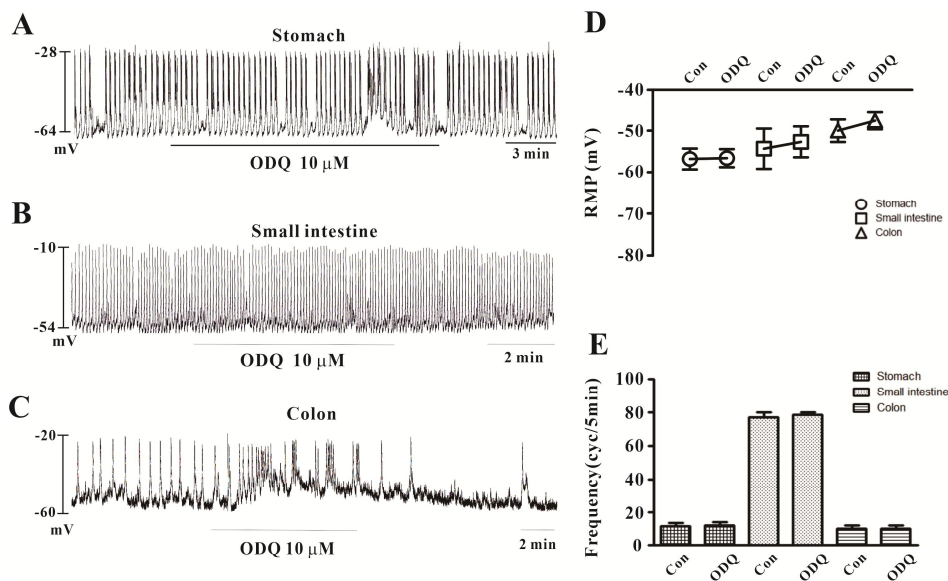 A
Stomach
-28
-64
mV
ODQ 10 μM
3 min
B
Small intestine
-10
-54
mV
ODQ 10 μM
2 min
C
Colon
-20
-60
mV
ODQ 10 μM
2 min
D
Con ODQ Con ODQ Con ODQ
-40
-50
-60
-70
-80
RMP (mV)
Stomach
Small intestine
Colon
E
Frequency(cyc/5min)
100
80
60
40
20
0
Stomach
Small intestine
Colon
Con ODQ Con ODQ Con ODQ